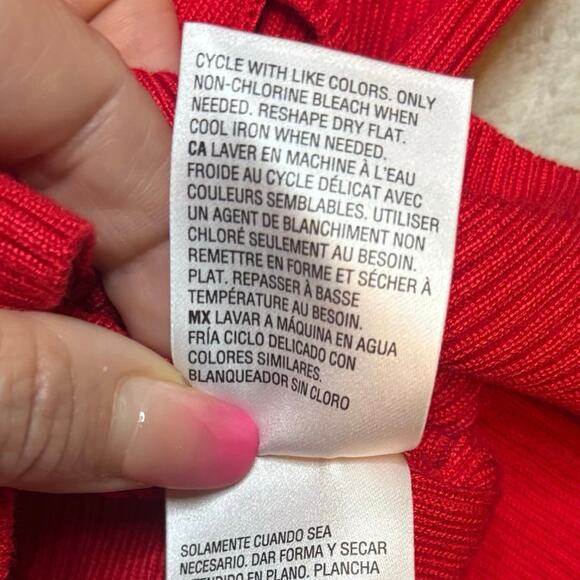 CYCLE WITH LIKE COLORS. ONLY
NON-CHLORINE BLEACH WHEN
NEEDED. RESHAPE DRY FLAT.
COOL IRON WHEN NEEDED.
CA LAVER EN MACHINE À L'EAU
FROIDE AU CYCLE DÉLICAT AVEC
COULEURS SEMBLABLES. UTILISER
UN AGENT DE BLANCHIMENT NON
CHLORÉ SEULEMENT AU BESOIN.
REMETTRE EN FORME ET SÉCHER À
PLAT. REPASSER À BASSE
TEMPÉRATURE AU BESOIN.
MX LAVAR A MÁQUINA EN AGUA
FRÍA CICLO DELICADO CON
COLORES SIMILARES.
BLANQUEADOR SIN CLORO
SOLAMENTE CUANDO SEA
NECESARIO. DAR FORMA Y SECAR
EN PLANO. PLANCHA